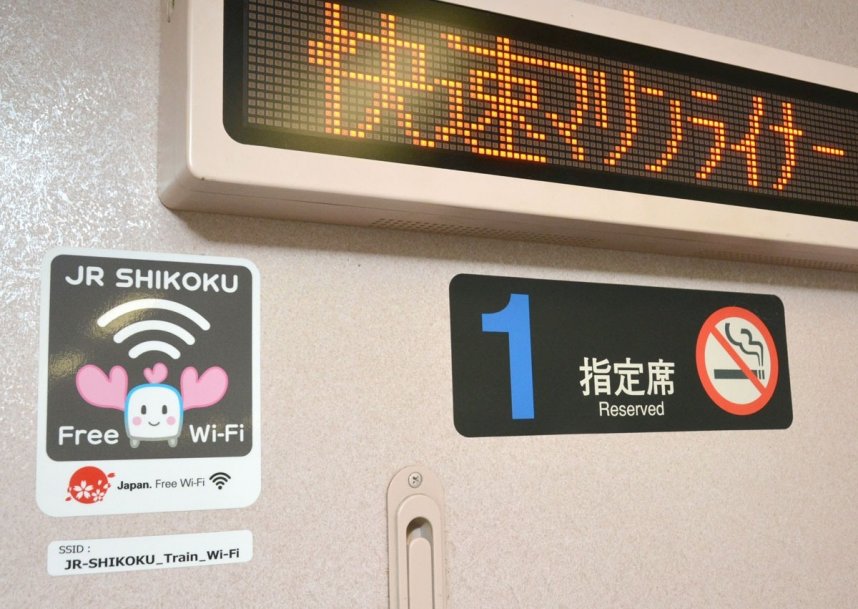 快速マリンライナー
JR SHIKOKU
Free Wi-Fi
Japan. Free Wi-Fi
SSID :
JR-SHIKOKU_Train_Wi-Fi
1
指定席
Reserved